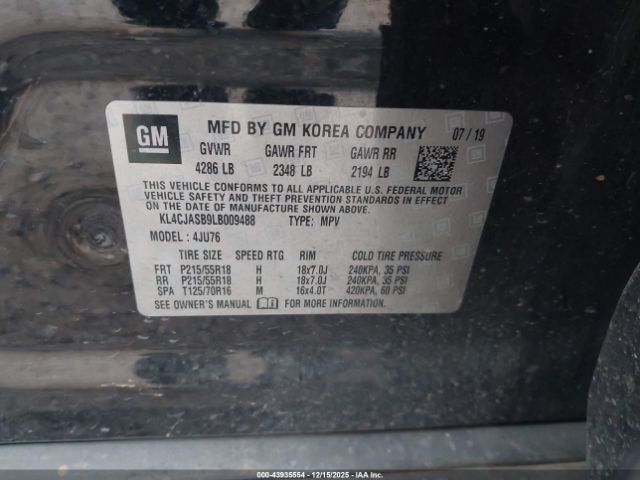 GM
MFD BY GM KOREA COMPANY 07 / 19
GVWR GAWR FRT GAWR RR
4286 LB 2348 LB 2194 LB
THIS VEHICLE CONFORMS TO ALL APPLICABLE U.S. FEDERAL MOTOR
VEHICLE SAFETY AND THEFT PREVENTION STANDARDS IN EFFECT
ON THE DATE OF MANUFACTURE SHOWN ABOVE.
KL4CJASB9LB009488 TYPE: MPV
MODEL : 4JU76
TIRE SIZE SPEED RTG RIM COLD TIRE PRESSURE
FRT P215/55R18 H 18x7.0J 240KPA, 35 PSI
RR P215/55R18 H 18x7.0J 240KPA, 35 PSI
SPA T125/70R16 M 16x4.0T 420KPA, 60 PSI
SEE OWNER'S MANUAL FOR MORE INFORMATION.
000-43935554 - 12/15/2025 - IAAI.COM